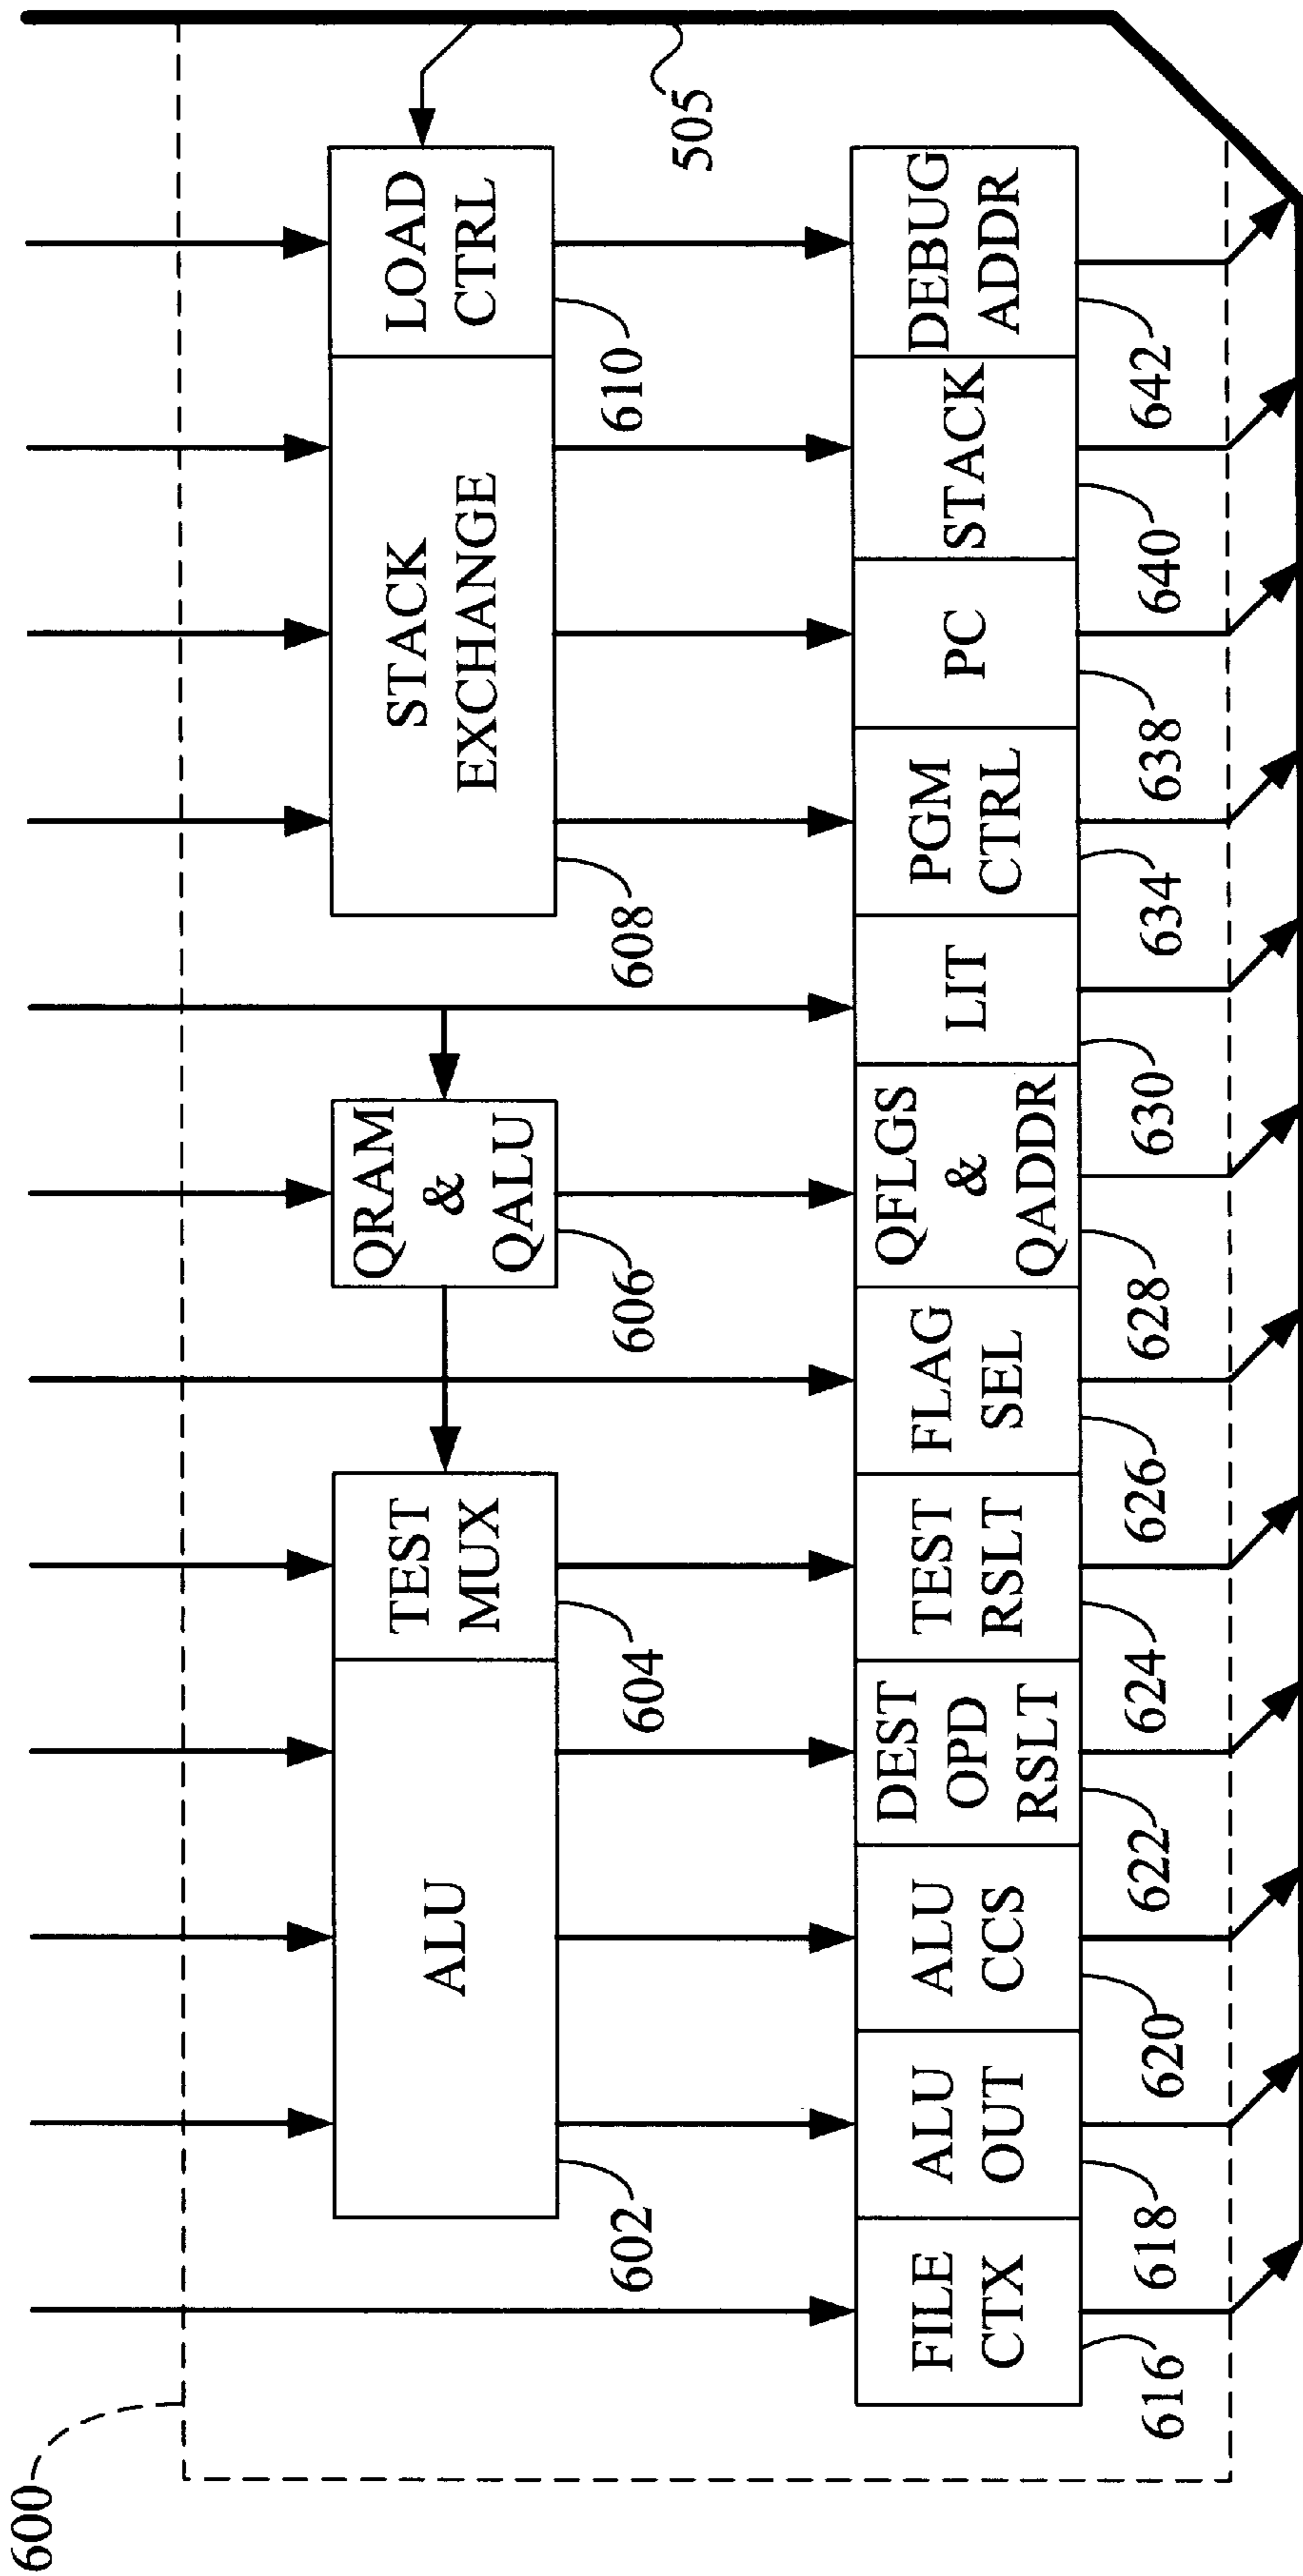 600
505
ALU
TEST
MUX
QRAM
&
QALU
STACK
EXCHANGE
LOAD
CTRL
602
604
606
608
610
FILE
CTX
ALU
OUT
ALU
CCS
DEST
OPD
RSLT
TEST
RSLT
FLAG
SEL
QFLGS
&
QADDR
LIT
PGM
CTRL
PC
STACK
DEBUG
ADDR
616
618
620
622
624
626
628
630
634
638
640
642